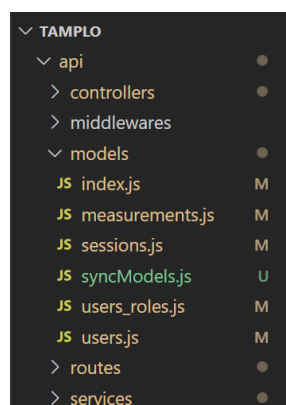 TAMPLO
api
controllers
middlewares
models
JS index.js M
JS measurements.js M
JS sessions.js M
JS syncModels.js U
JS users_roles.js M
JS users.js M
routes
services